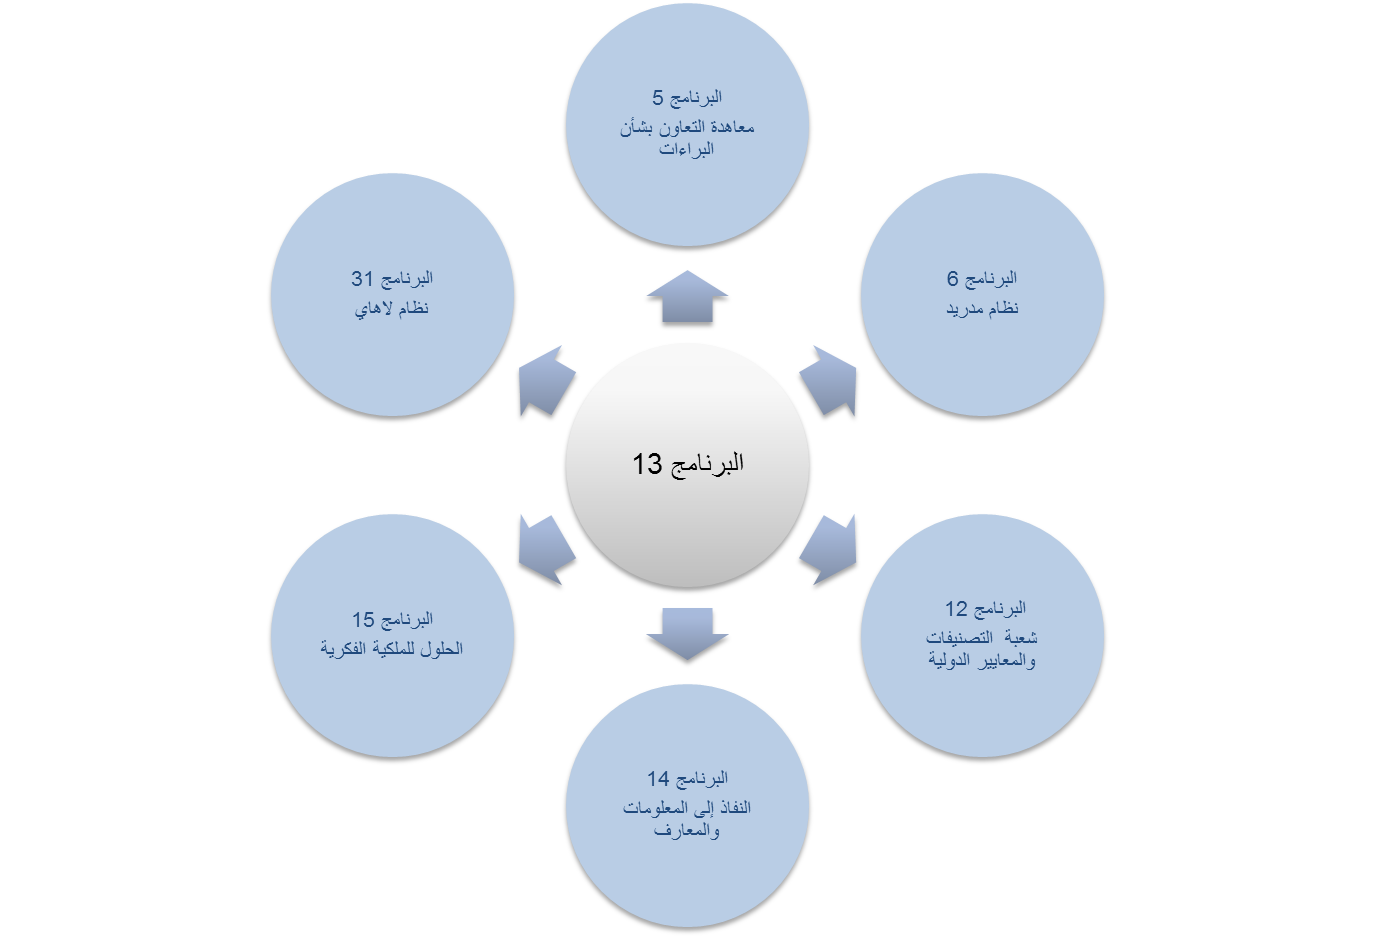 البرنامج 5
معاهدة التعاون بشأن
البراءات
البرنامج 6
نظام مدريد
البرنامج 31
نظام لاهاي
البرنامج 13
البرنامج 12
شعبة التصنيفات
والمعايير الدولية
البرنامج 15
الحلول للملكية الفكرية
البرنامج 14
النفاذ إلى المعلومات
والمعارف